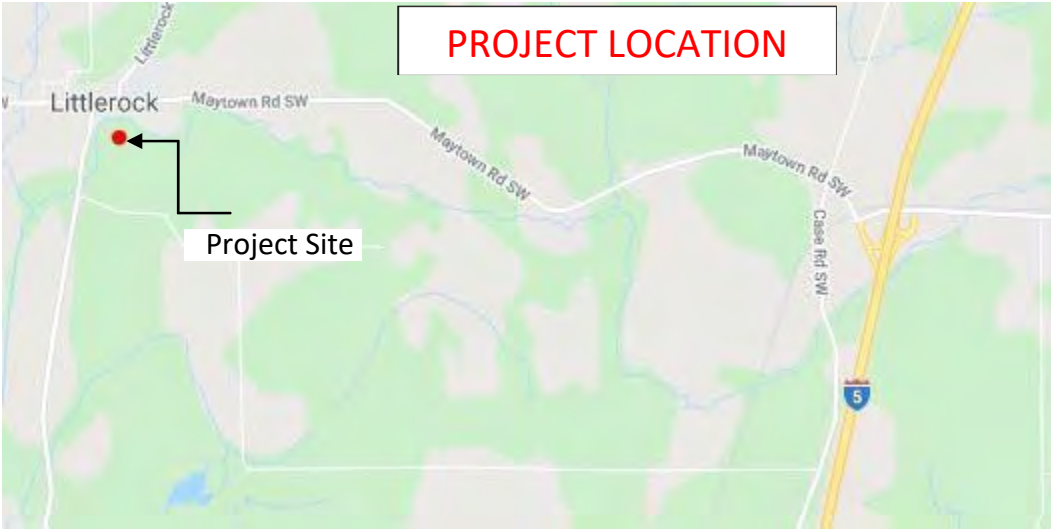 PROJECT LOCATION
Littlerock
Littlerock
Maytown Rd SW
Maytown Rd SW
Maytown Rd SW
Case Rd SW
Project Site
5